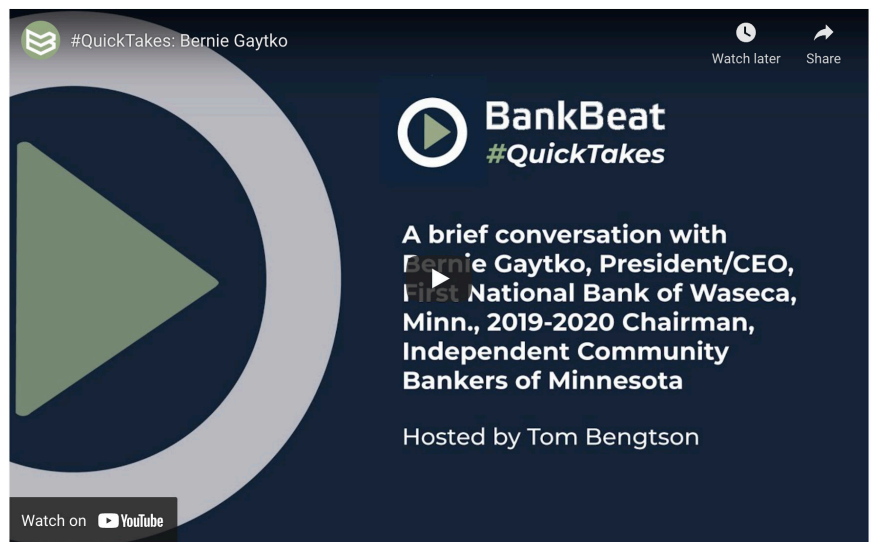 #QuickTakes: Bernie Gaytko
Watch later
Share
BankBeat
#QuickTakes
A brief conversation with
Bernie Gaytko, President/CEO,
First National Bank of Waseca,
Minn., 2019-2020 Chairman,
Independent Community
Bankers of Minnesota
Hosted by Tom Bengtson
Watch on YouTube